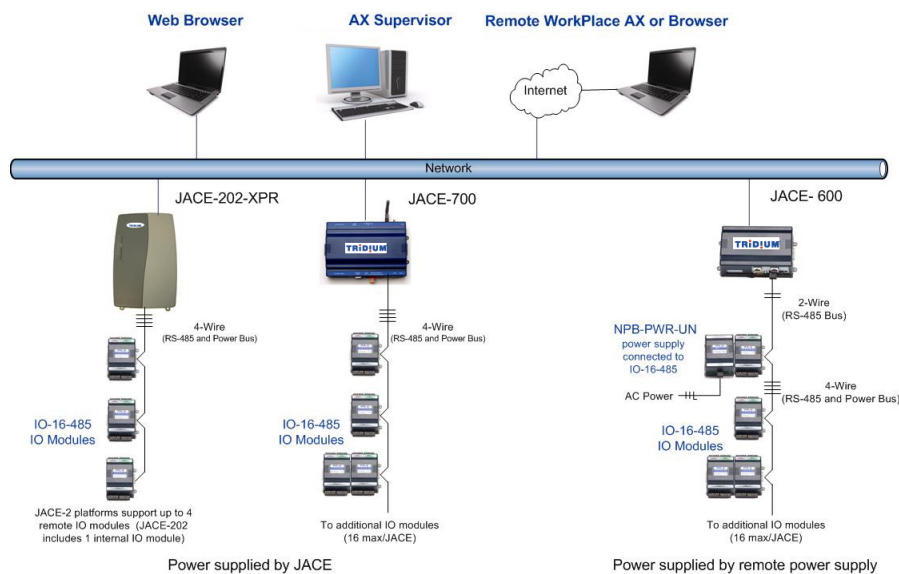 Web Browser
AX Supervisor
Remote WorkPlace AX or Browser
Internet
Network
JACE-202-XPR
JACE-700
JACE- 600
TRIDIUM
TRIDIUM
4-Wire
(RS-485 and Power Bus)
4-Wire
(RS-485 and Power Bus)
2-Wire
(RS-485 Bus)
NPB-PWR-UN
power supply
connected to
IO-16-485
AC Power
4-Wire
(RS-485 and Power Bus)
IO-16-485
IO Modules
IO-16-485
IO Modules
IO-16-485
IO Modules
JACE-2 platforms support up to 4
remote IO modules (JACE-202
includes 1 internal IO module)
To additional IO modules
(16 max/JACE)
To additional IO modules
(16 max/JACE)
Power supplied by JACE
Power supplied by remote power supply